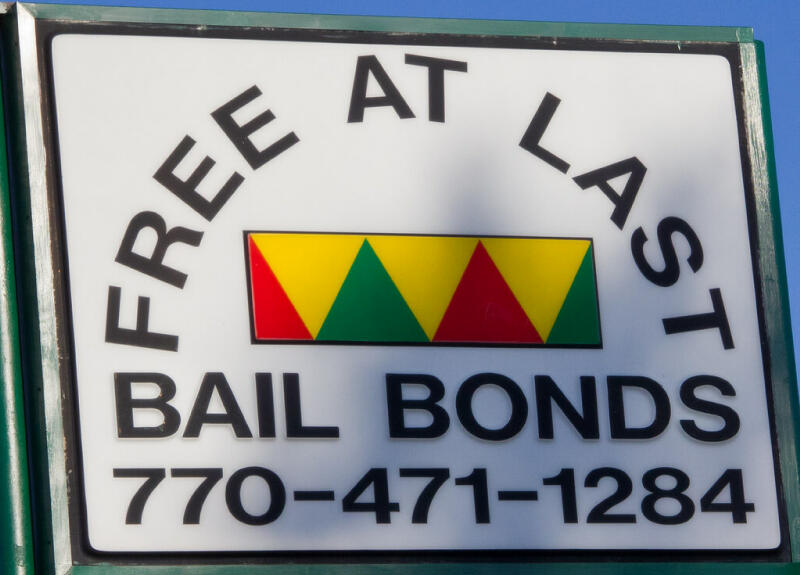 FREE AT LAST
BAIL BONDS
770-471-1284